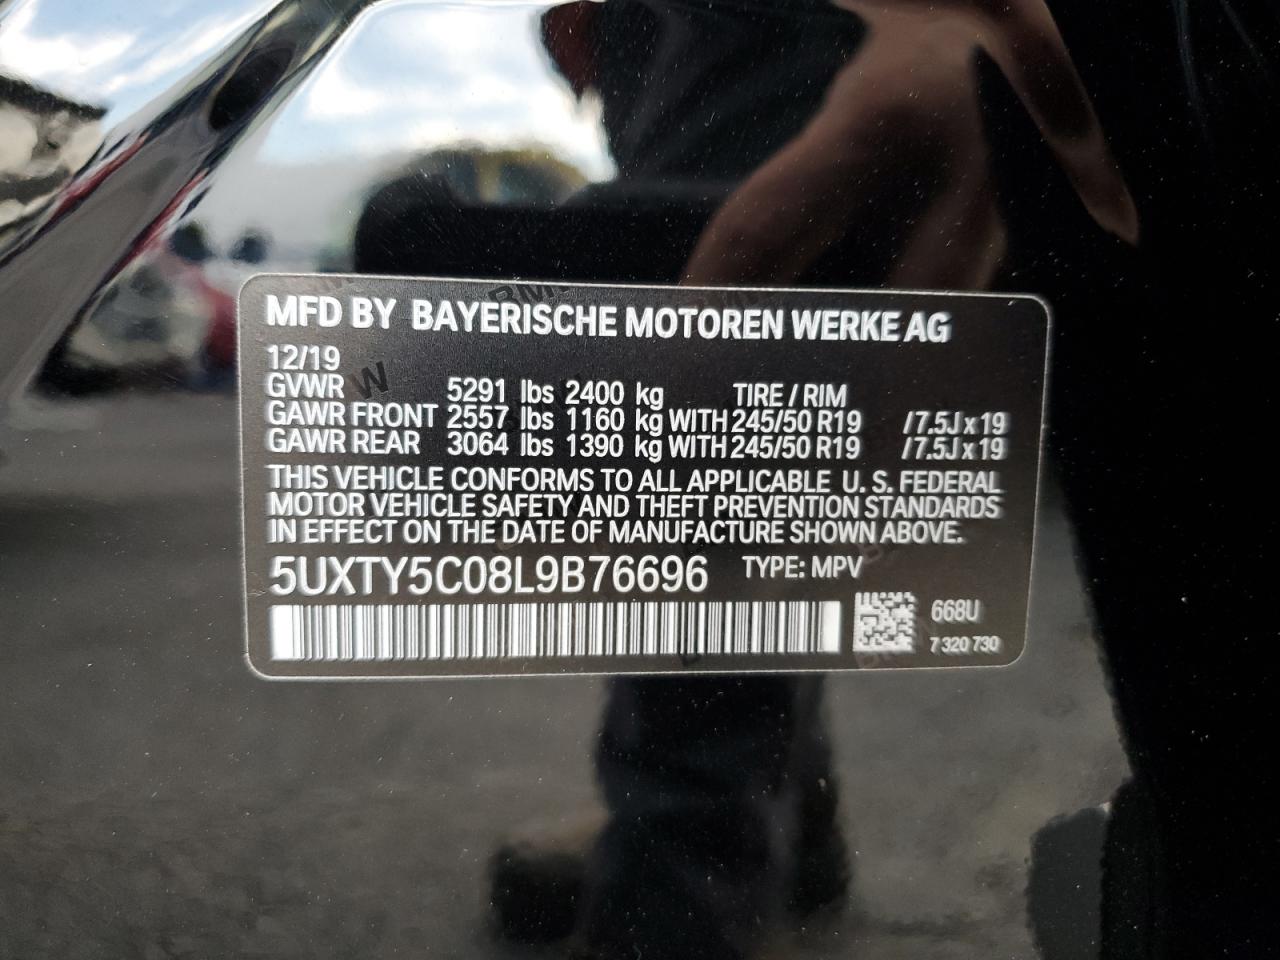 MFD BY BAYERISCHE MOTOREN WERKE AG
12/19
GVWR 5291 lbs 2400 kg TIRE / RIM
GAWR FRONT 2557 lbs 1160 kg WITH 245/50 R19 / 7.5J x 19
GAWR REAR 3064 lbs 1390 kg WITH 245/50 R19 / 7.5J x 19
THIS VEHICLE CONFORMS TO ALL APPLICABLE U. S. FEDERAL
MOTOR VEHICLE SAFETY AND THEFT PREVENTION STANDARDS
IN EFFECT ON THE DATE OF MANUFACTURE SHOWN ABOVE.
5UXTY5C08L9B76696 TYPE: MPV
668U
7 320 730